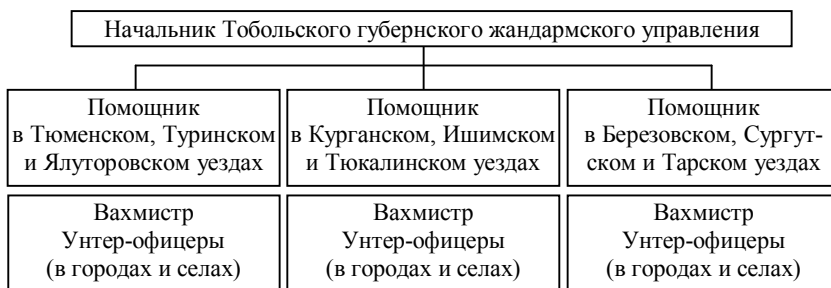 Начальник Тобольского губернского жандармского управления
Помощник
в Тюменском, Туринском
и Ялуторовском уездах
Помощник
в Курганском, Ишимском
и Тюкалинском уездах
Помощник
в Березовском, Сургут-
ском и Тарском уездах
Вахмистр
Унтер-офицеры
(в городах и селах)
Вахмистр
Унтер-офицеры
(в городах и селах)
Вахмистр
Унтер-офицеры
(в городах и селах)